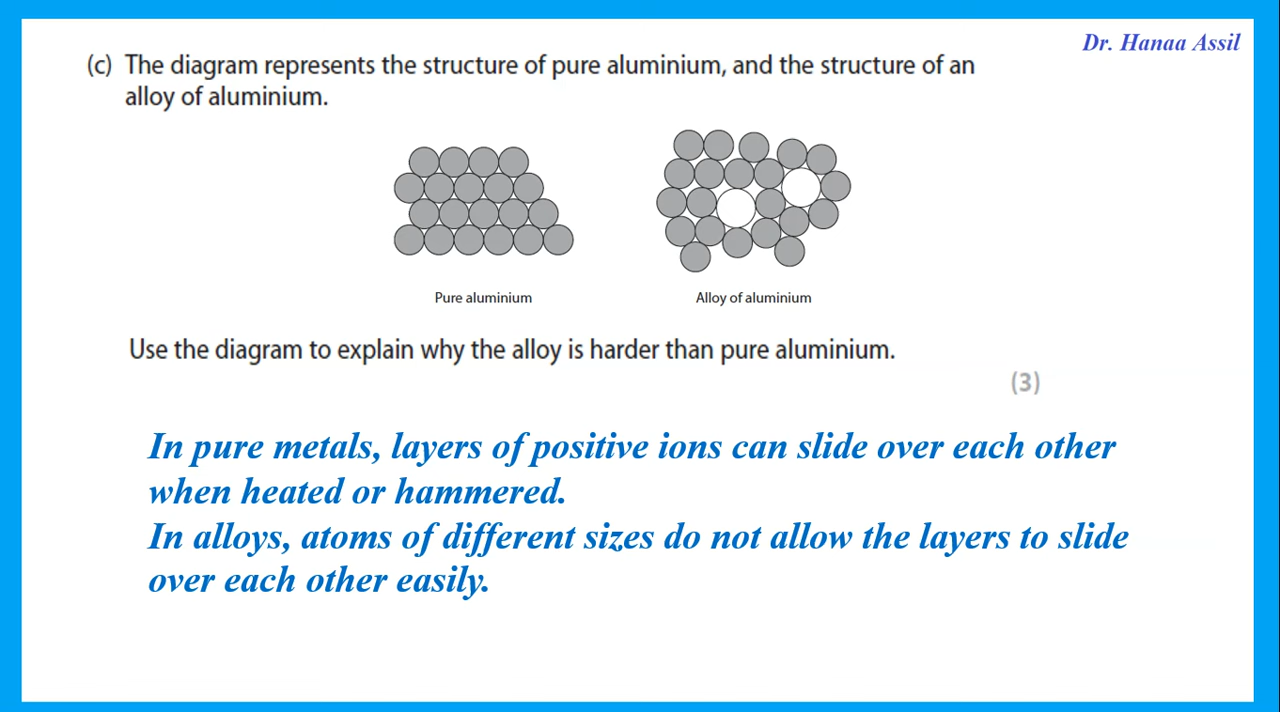 Dr. Hanaa Assil
(c) The diagram represents the structure of pure aluminium, and the structure of an
alloy of aluminium.
Pure aluminium
Alloy of aluminium
Use the diagram to explain why the alloy is harder than pure aluminium.
(3)
In pure metals, layers of positive ions can slide over each other
when heated or hammered.
In alloys, atoms of different sizes do not allow the layers to slide
over each other easily.